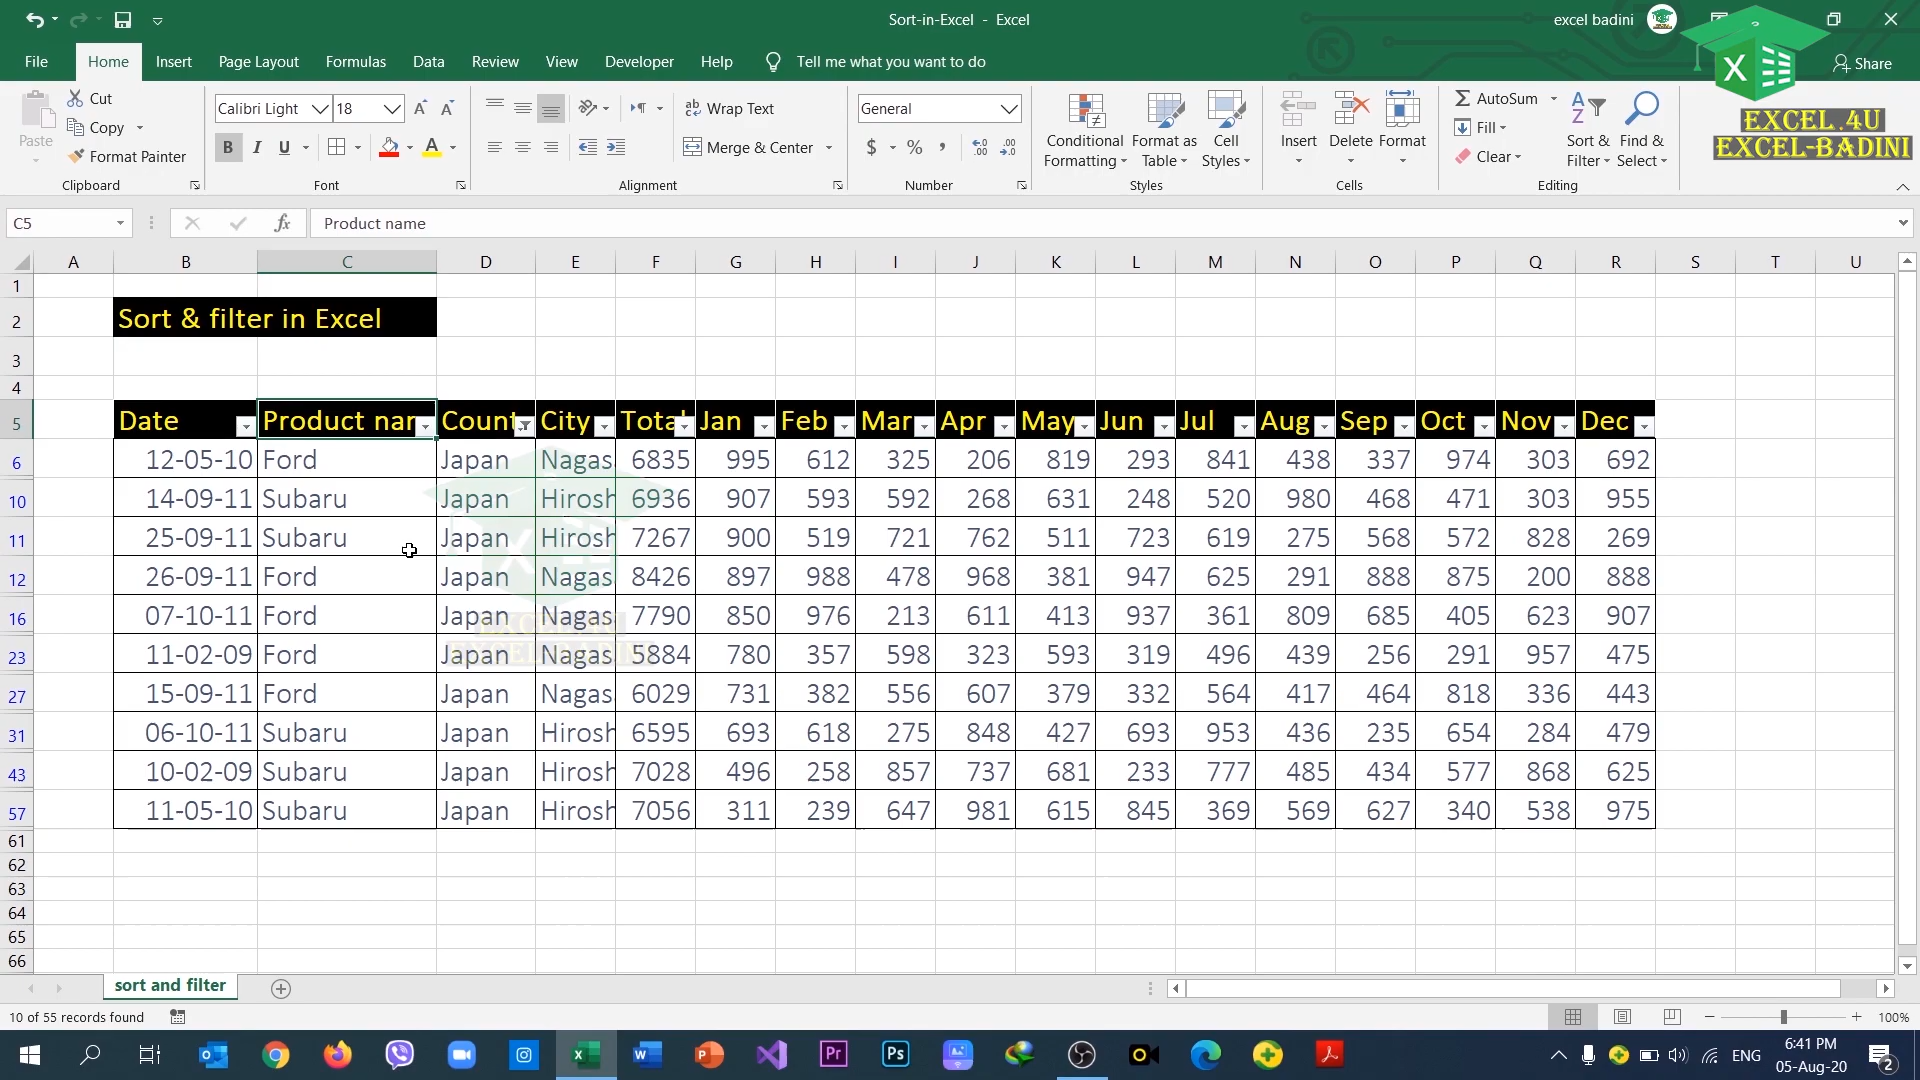 Sort-in-Excel - Excel
excel badini
File Home Insert Page Layout Formulas Data Review View Developer Help Tell me what you want to do Share
EXCEL.4U
EXCEL-BADINI
Paste
Cut
Copy
Format Painter
Clipboard
Calibri Light 18
B I U A
Font
Wrap Text
Merge & Center
Alignment
General
$ % ,
Number
Conditional Formatting
Format as Table
Cell Styles
Styles
Insert Delete Format
Cells
AutoSum
Fill
Clear
Sort & Filter
Find & Select
Editing
C5 fx Product name
A B C D E F G H I J K L M N O P Q R S T U
1
2 Sort & filter in Excel
3
4
5 Date Product nar Count City Total Jan Feb Mar Apr May Jun Jul Aug Sep Oct Nov Dec
6 12-05-10 Ford Japan Nagas 6835 995 612 325 206 819 293 841 438 337 974 303 692
10 14-09-11 Subaru Japan Hirosh 6936 907 593 592 268 631 248 520 980 468 471 303 955
11 25-09-11 Subaru Japan Hirosh 7267 900 519 721 762 511 723 619 275 568 572 828 269
12 26-09-11 Ford Japan Nagas 8426 897 988 478 968 381 947 625 291 888 875 200 888
16 07-10-11 Ford Japan Nagas 7790 850 976 213 611 413 937 361 809 685 405 623 907
23 11-02-09 Ford Japan Nagas 5884 780 357 598 323 593 319 496 439 256 291 957 475
27 15-09-11 Ford Japan Nagas 6029 731 382 556 607 379 332 564 417 464 818 336 443
31 06-10-11 Subaru Japan Hirosh 6595 693 618 275 848 427 693 953 436 235 654 284 479
43 10-02-09 Subaru Japan Hirosh 7028 496 258 857 737 681 233 777 485 434 577 868 625
57 11-05-10 Subaru Japan Hirosh 7056 311 239 647 981 615 845 369 569 627 340 538 975
61
62
63
64
65
66
EXCEL.4U
EXCEL-BADINI
sort and filter
10 of 55 records found
100%
ENG
6:41 PM
05-Aug-20
2